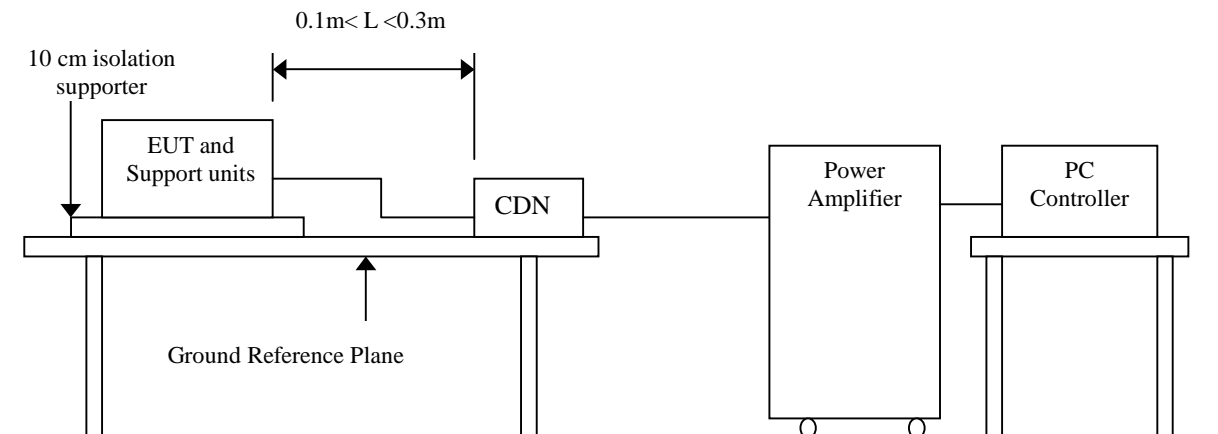 0.1m< L <0.3m
10 cm isolation
supporter
EUT and
Support units
CDN
Power
Amplifier
PC
Controller
Ground Reference Plane